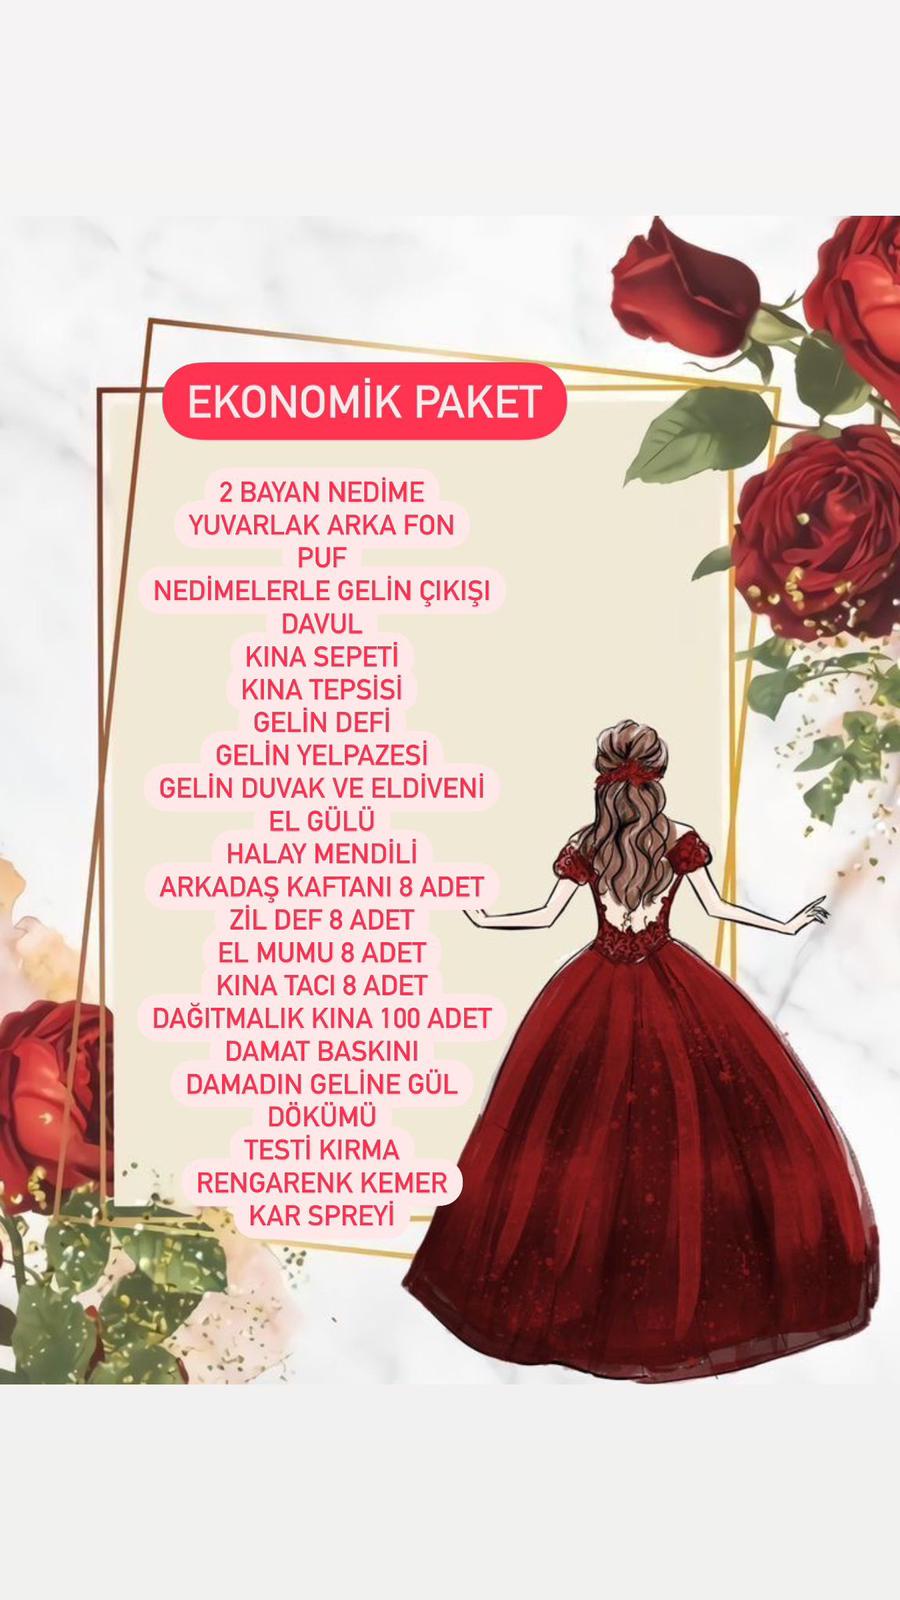 EKONOMİK PAKET
2 BAYAN NEDİME
YUVARLAK ARKA FON
PUF
NEDİMELERLE GELİN ÇIKIŞI
DAVUL
KINA SEPETİ
KINA TEPSİSİ
GELİN DEFİ
GELİN YELPAZESİ
GELİN DUVAK VE ELDİVENİ
EL GÜLÜ
HALAY MENDİLİ
ARKADAŞ KAFTANI 8 ADET
ZİL DEF 8 ADET
EL MUMU 8 ADET
KINA TACI 8 ADET
DAĞITMALIK KINA 100 ADET
DAMAT BASKINI
DAMADIN GELİNE GÜL
DÖKÜMÜ
TESTİ KIRMA
RENGARENK KEMER
KAR SPREYİ